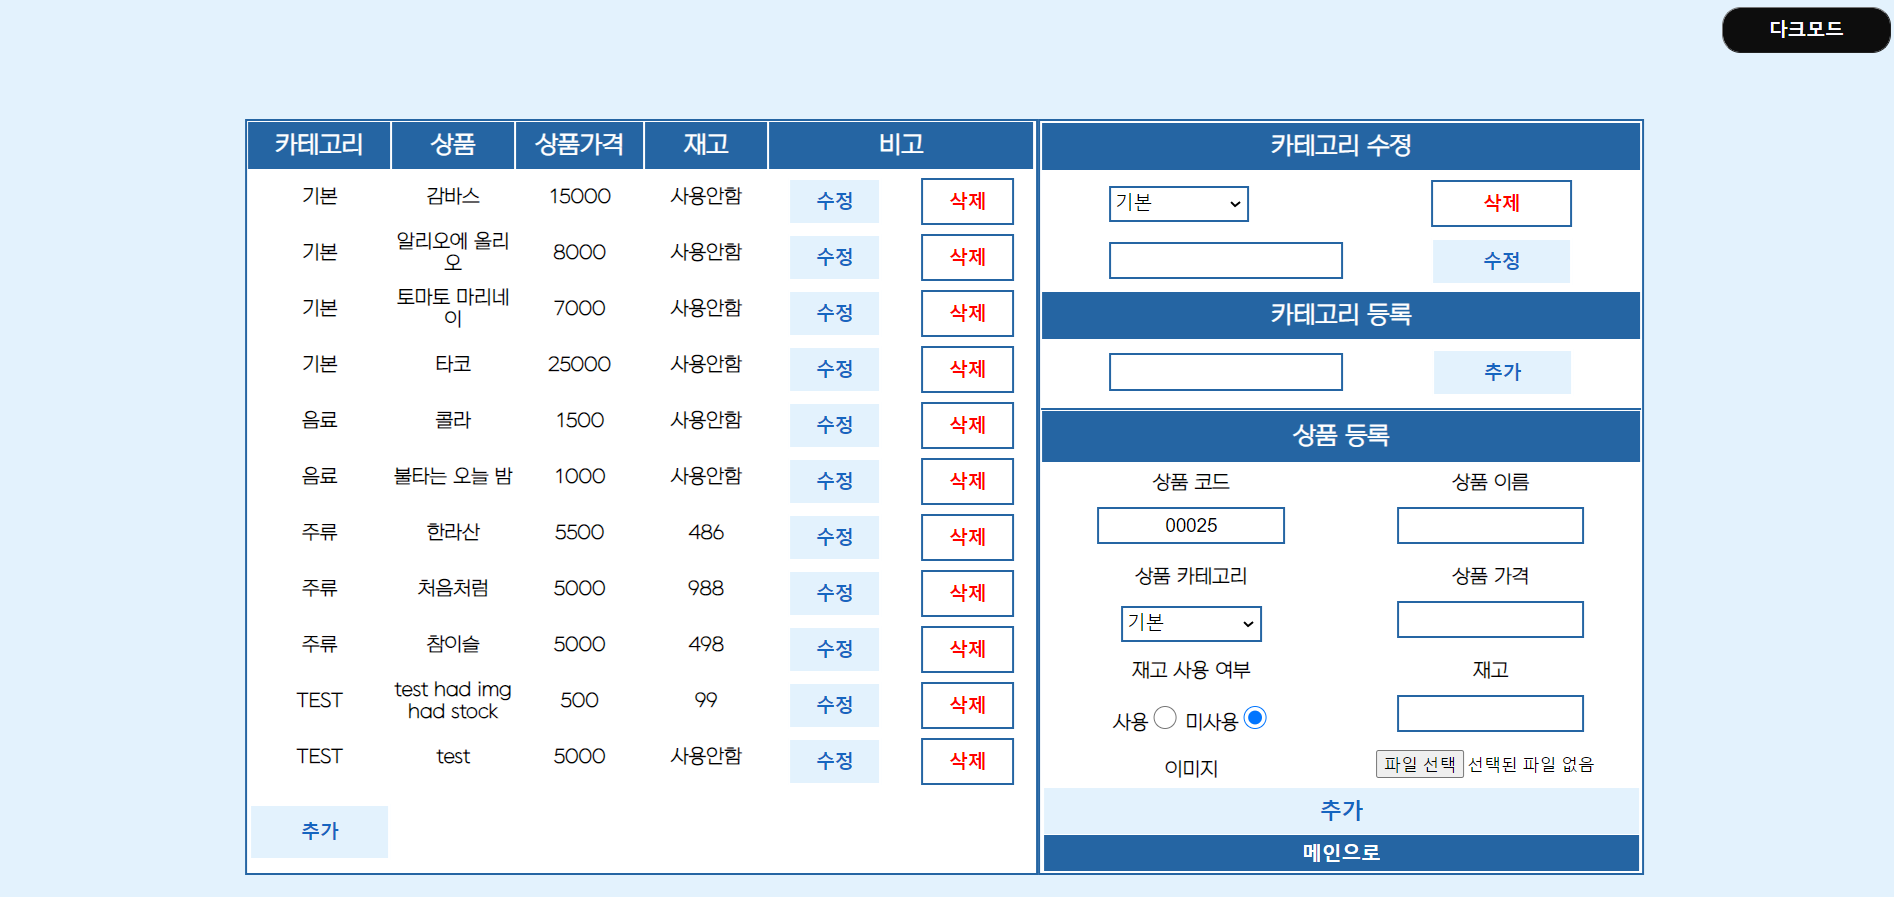 다크모드
카테고리 상품 상품가격 재고 비고
기본 감바스 15000 사용안함 수정 삭제
기본 알리오에 올리
오 8000 사용안함 수정 삭제
기본 토마토 마리네
이 7000 사용안함 수정 삭제
기본 타코 25000 사용안함 수정 삭제
음료 콜라 1500 사용안함 수정 삭제
음료 불타는 오늘 밤 1000 사용안함 수정 삭제
주류 한라산 5500 486 수정 삭제
주류 처음처럼 5000 988 수정 삭제
주류 참이슬 5000 498 수정 삭제
TEST test had img
had stock 500 99 수정 삭제
TEST test 5000 사용안함 수정 삭제
추가
카테고리 수정
기본 삭제
수정
카테고리 등록
추가
상품 등록
상품 코드 상품 이름
00025
상품 카테고리 상품 가격
기본
재고 사용 여부 재고
사용 미사용
이미지 파일 선택 선택된 파일 없음
추가
메인으로